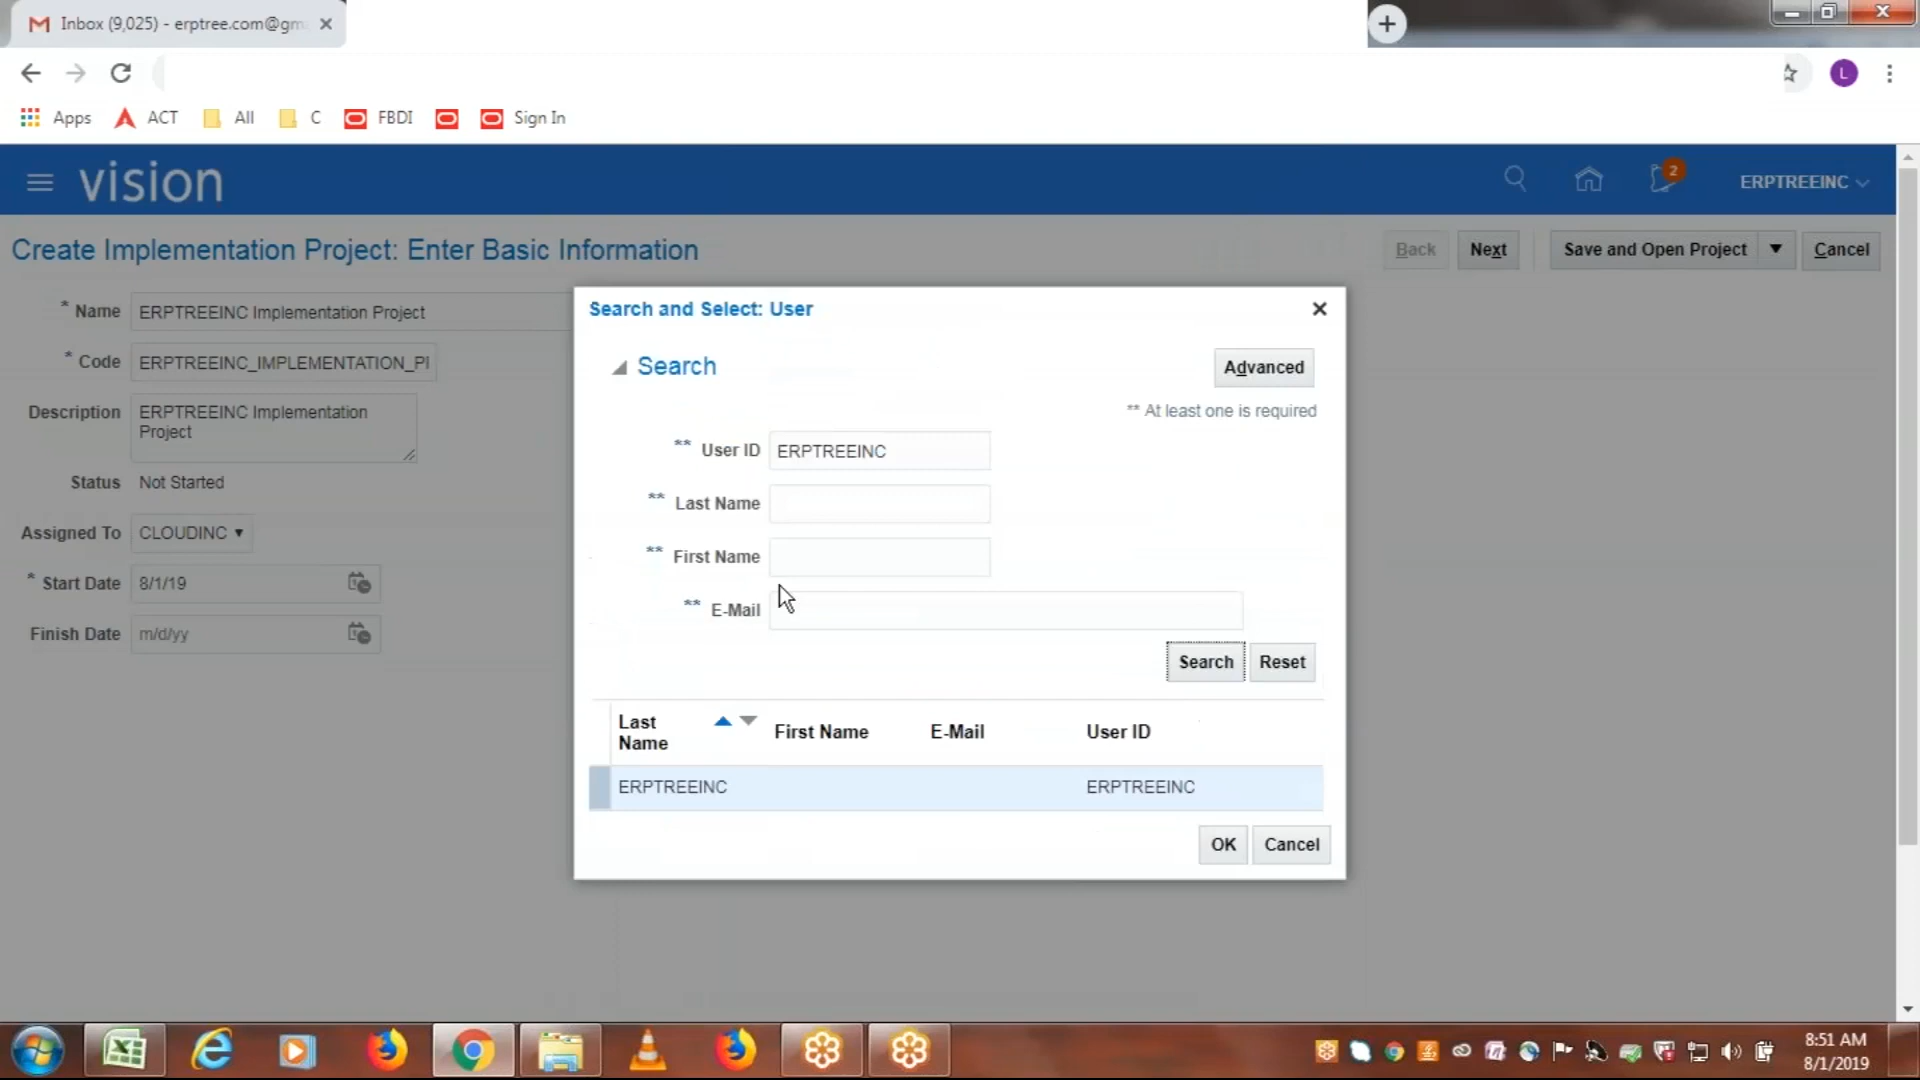 Inbox (9,025) - erptree.com@gm
Apps
ACT
All
C
FBDI
Sign In
vision
2
ERPTREEINC
Create Implementation Project: Enter Basic Information
Back
Next
Save and Open Project
Cancel
* Name ERPTREEINC Implementation Project
* Code ERPTREEINC_IMPLEMENTATION_PI
Description ERPTREEINC Implementation
Project
Status Not Started
Assigned To CLOUDINC
* Start Date 8/1/19
Finish Date m/d/yy
Search and Select: User
Search
Advanced
** At least one is required
** User ID ERPTREEINC
** Last Name
** First Name
** E-Mail
Search
Reset
Last
Name
First Name
E-Mail
User ID
ERPTREEINC
ERPTREEINC
OK
Cancel
L
8:51 AM
8/1/2019